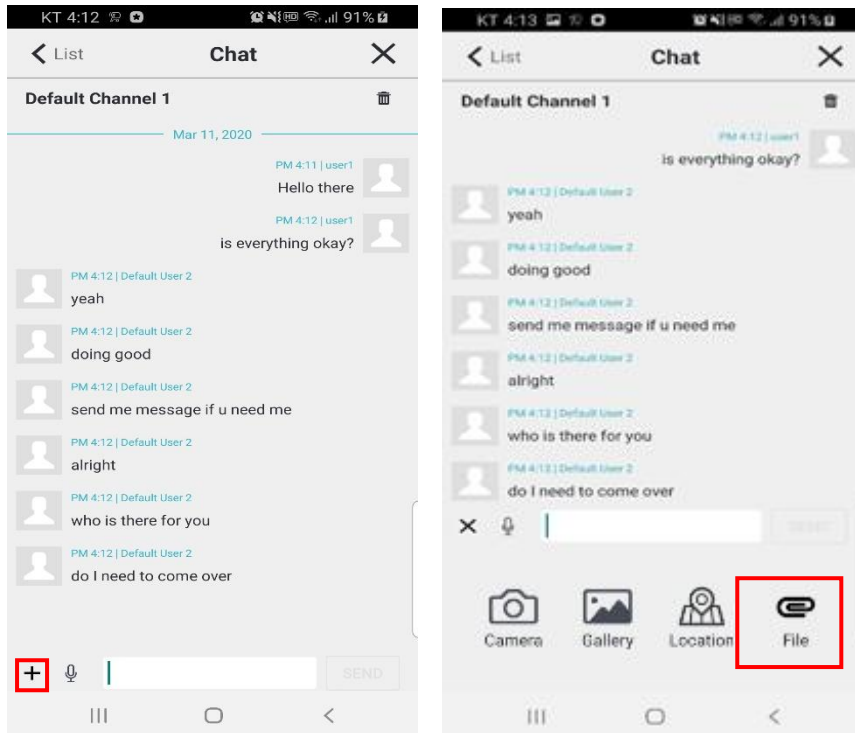 KT 4:12 91%
List Chat
Default Channel 1
Mar 11, 2020
PM 4:11 | user1
Hello there
PM 4:12 | user1
is everything okay?
PM 4:12 | Default User 2
yeah
PM 4:12 | Default User 2
doing good
PM 4:12 | Default User 2
send me message if u need me
PM 4:12 | Default User 2
alright
PM 4:12 | Default User 2
who is there for you
PM 4:12 | Default User 2
do I need to come over
SEND
KT 4:13 91%
List Chat
Default Channel 1
PM 4:12 | user1
is everything okay?
PM 4:12 | Default User 2
yeah
PM 4:12 | Default User 2
doing good
PM 4:12 | Default User 2
send me message if u need me
PM 4:12 | Default User 2
alright
PM 4:12 | Default User 2
who is there for you
PM 4:12 | Default User 2
do I need to come over
SEND
Camera Gallery Location File